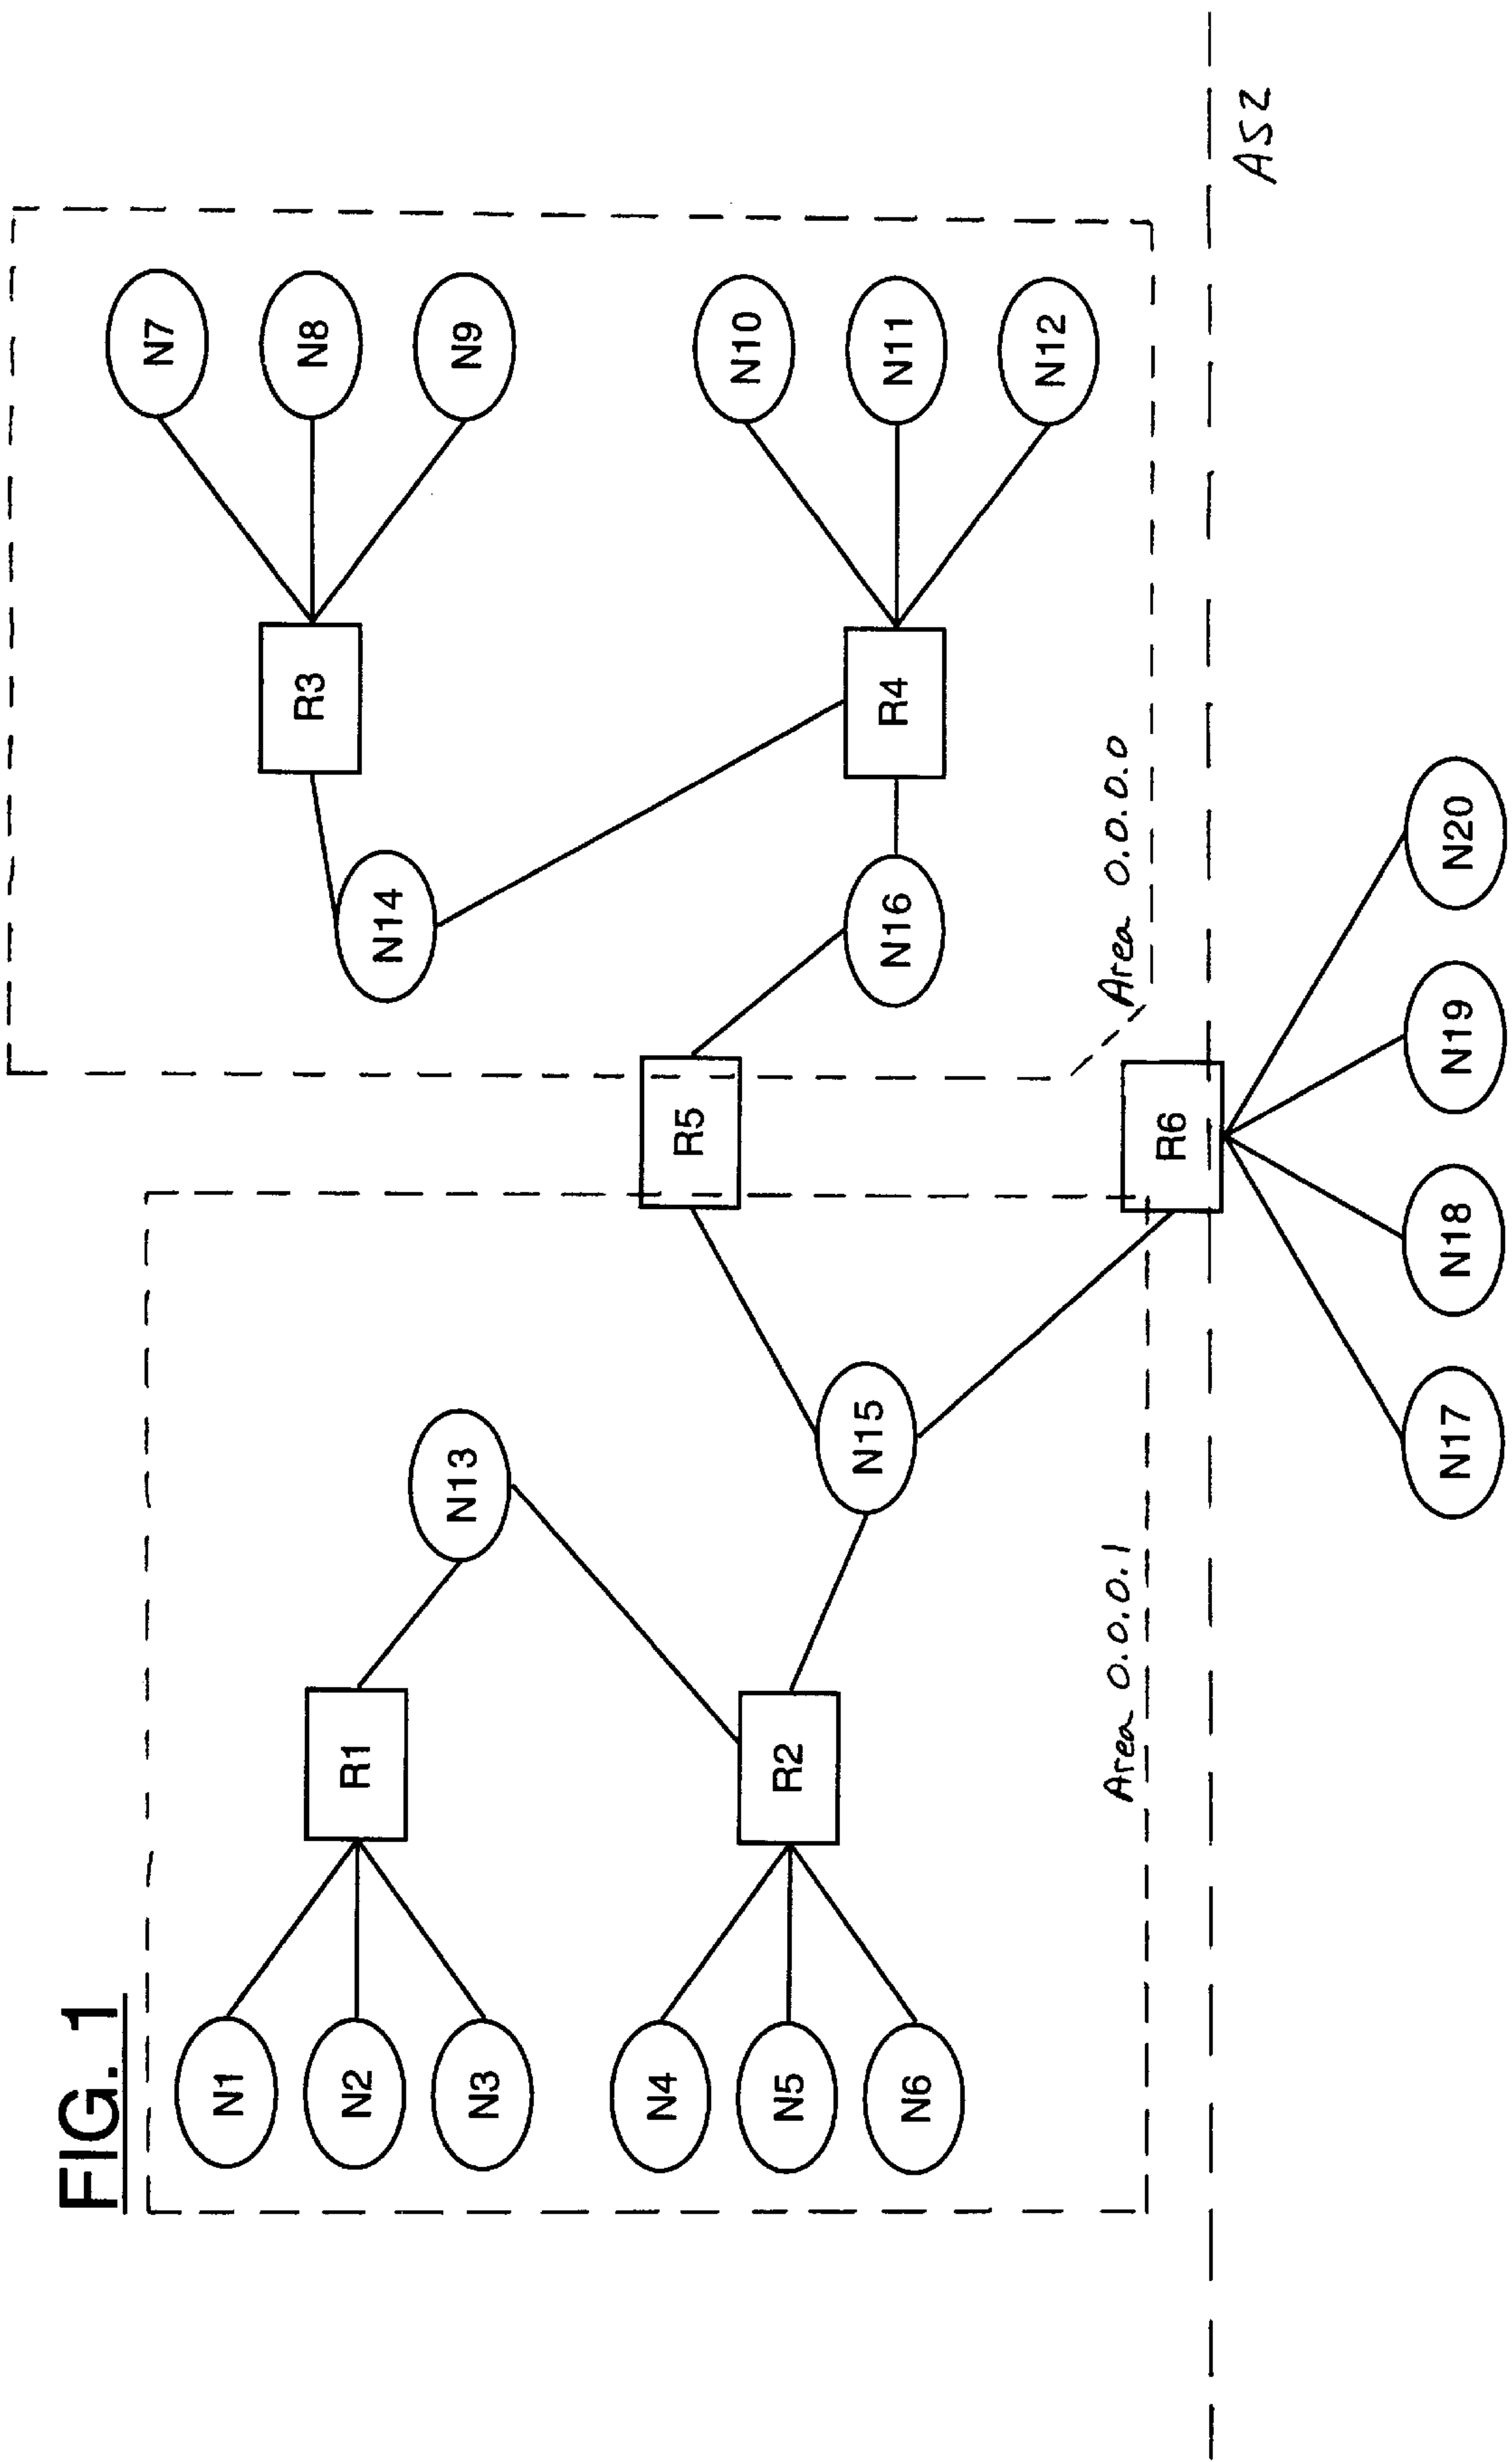 FIG. 1
N1
N2
N3
N4
N5
N6
R1
R2
N13
N15
Area 0.0.0.1
R5
R6
N14
N16
Area 0.0.0.0
R3
R4
N7
N8
N9
N10
N11
N12
N17
N18
N19
N20
AS2